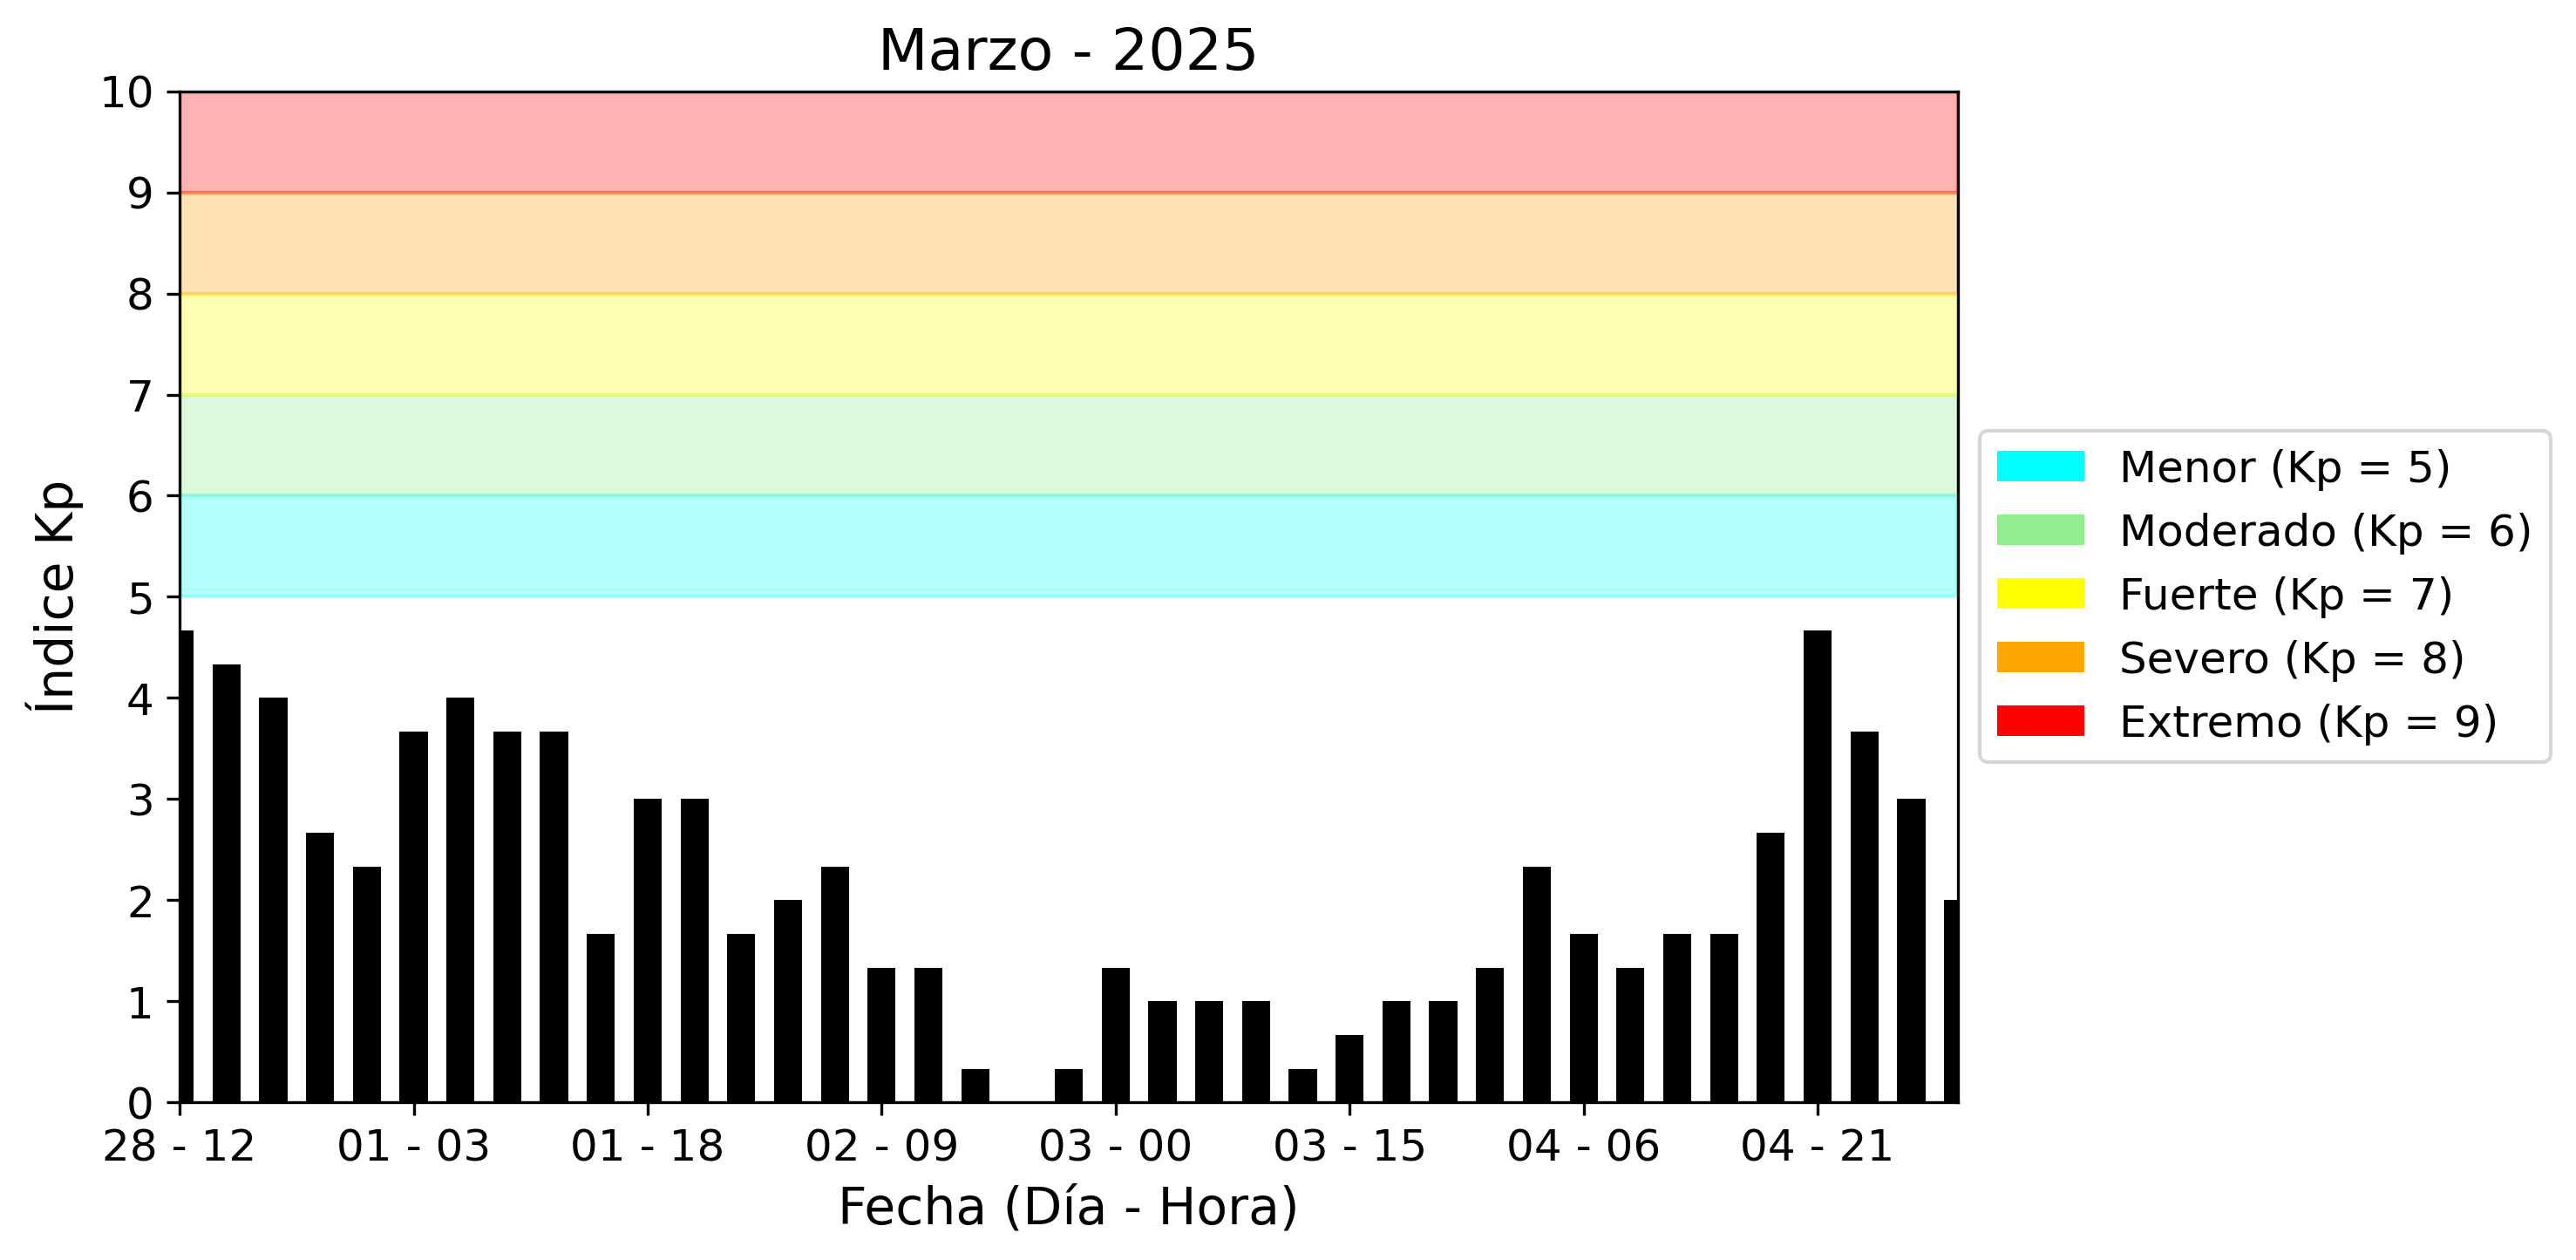 Marzo - 2025
10
9
8
7
6
5
4
3
2
1
0
Índice Kp
28 - 12
01 - 03
01 - 18
02 - 09
03 - 00
03 - 15
04 - 06
04 - 21
Fecha (Día - Hora)
Menor (Kp = 5)
Moderado (Kp = 6)
Fuerte (Kp = 7)
Severo (Kp = 8)
Extremo (Kp = 9)